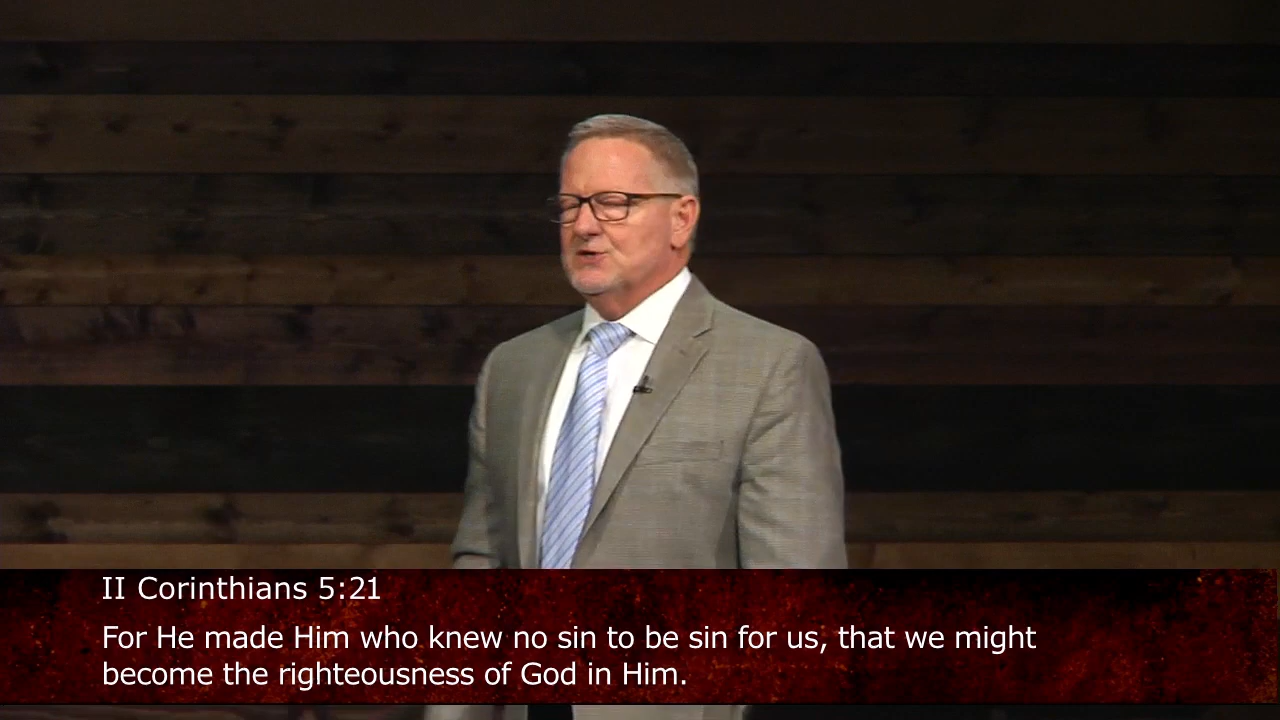 II Corinthians 5:21
For He made Him who knew no sin to be sin for us, that we might
become the righteousness of God in Him.